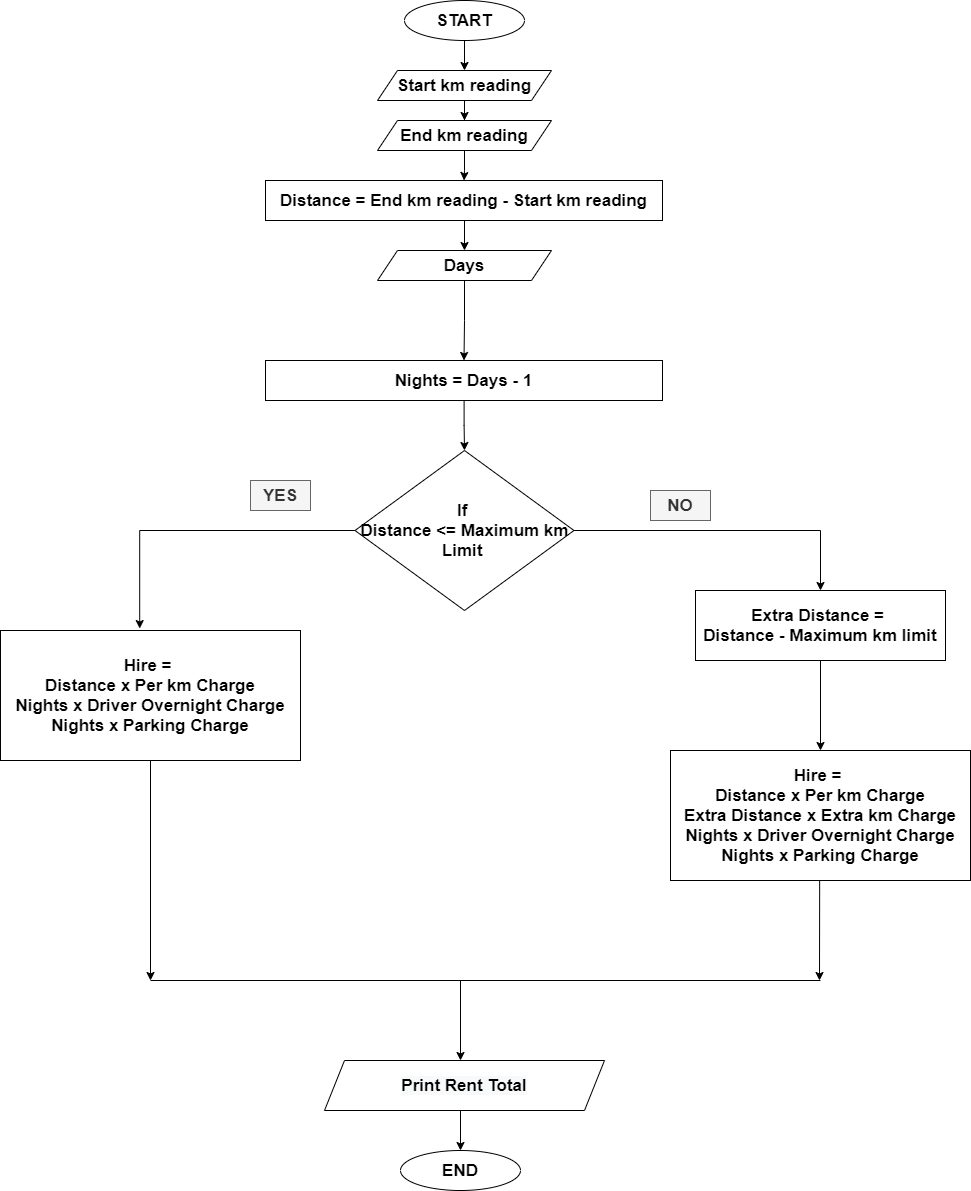 START
Start km reading
End km reading
Distance = End km reading - Start km reading
Days
Nights = Days - 1
YES
NO
If
Distance <= Maximum km
Limit
Extra Distance =
Distance - Maximum km limit
Hire =
Distance x Per km Charge
Nights x Driver Overnight Charge
Nights x Parking Charge
Hire =
Distance x Per km Charge
Extra Distance x Extra km Charge
Nights x Driver Overnight Charge
Nights x Parking Charge
Print Rent Total
END